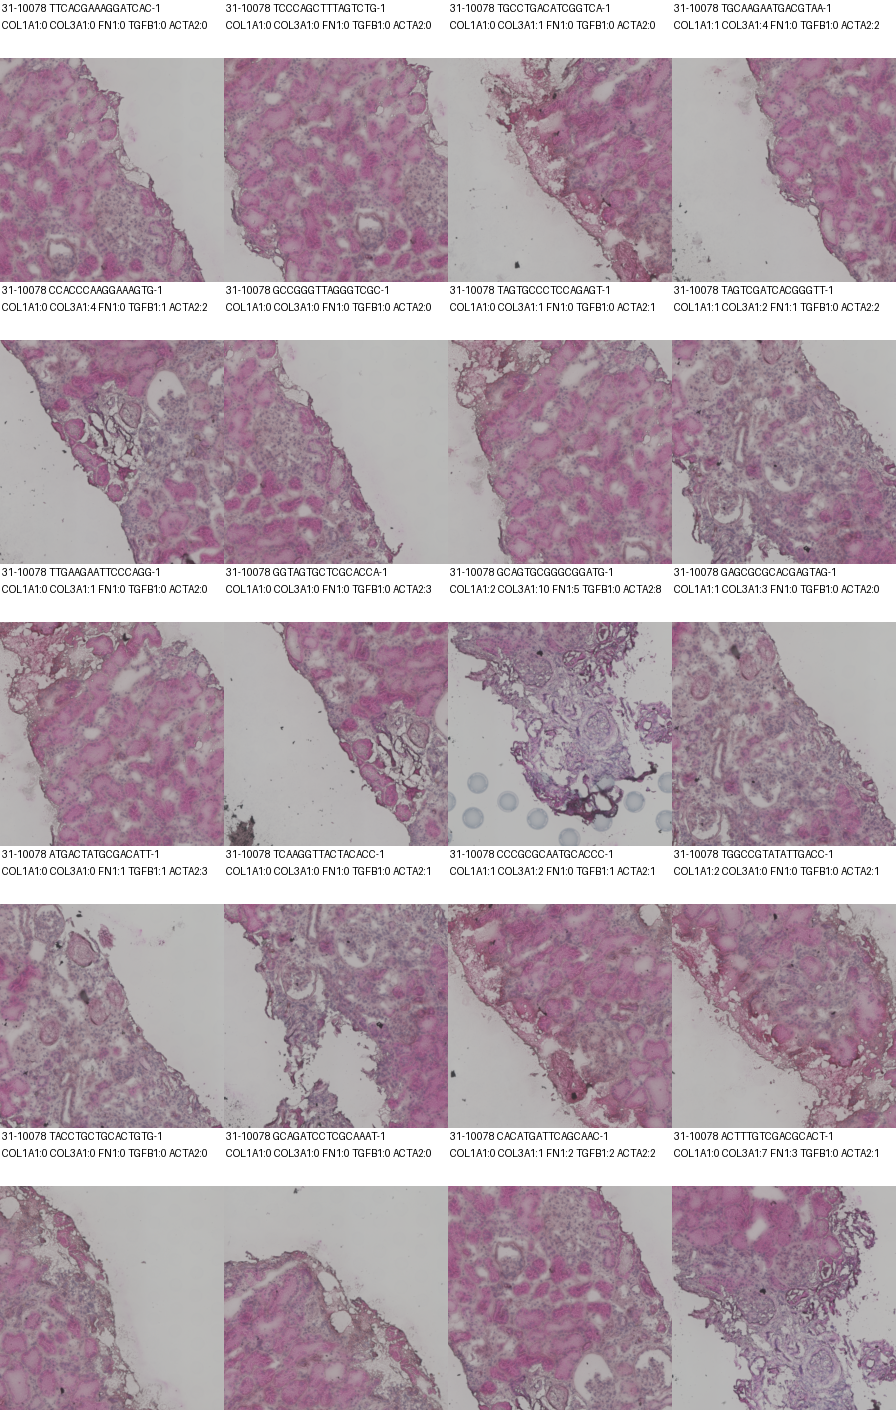 31-10078 TTCACGAAAGGATCAC-1
COL1A1:0 COL3A1:0 FN1:0 TGFB1:0 ACTA2:0
31-10078 TCCCAGCTTTAGTCTG-1
COL1A1:0 COL3A1:0 FN1:0 TGFB1:0 ACTA2:0
31-10078 TGCCTGACATCGGTCA-1
COL1A1:0 COL3A1:1 FN1:0 TGFB1:0 ACTA2:0
31-10078 TGCAAGAATGACGTAA-1
COL1A1:1 COL3A1:4 FN1:0 TGFB1:0 ACTA2:2
31-10078 CCACCCAAGGAAAGTG-1
COL1A1:0 COL3A1:4 FN1:0 TGFB1:1 ACTA2:2
31-10078 GCCGGGTTAGGGTCGC-1
COL1A1:0 COL3A1:0 FN1:0 TGFB1:0 ACTA2:0
31-10078 TAGTGCCCTCCAGAGT-1
COL1A1:0 COL3A1:1 FN1:0 TGFB1:0 ACTA2:1
31-10078 TAGTCGATCACGGGTT-1
COL1A1:1 COL3A1:2 FN1:1 TGFB1:0 ACTA2:2
31-10078 TTGAAGAATTCCCAGG-1
COL1A1:0 COL3A1:1 FN1:0 TGFB1:0 ACTA2:0
31-10078 GGTAGTGCTCGCACCA-1
COL1A1:0 COL3A1:0 FN1:0 TGFB1:0 ACTA2:3
31-10078 GCAGTGCGGGCGGATG-1
COL1A1:2 COL3A1:10 FN1:5 TGFB1:0 ACTA2:8
31-10078 GAGCGCGCACGAGTAG-1
COL1A1:1 COL3A1:3 FN1:0 TGFB1:0 ACTA2:0
31-10078 ATGACTATGCGACATT-1
COL1A1:0 COL3A1:0 FN1:1 TGFB1:1 ACTA2:3
31-10078 TCAAGGTTACTACACC-1
COL1A1:0 COL3A1:0 FN1:0 TGFB1:0 ACTA2:1
31-10078 CCCGCGCAATGCACCC-1
COL1A1:1 COL3A1:2 FN1:0 TGFB1:1 ACTA2:1
31-10078 TGGCCGTATATTGACC-1
COL1A1:2 COL3A1:0 FN1:0 TGFB1:0 ACTA2:1
31-10078 TACCTGCTGCACTGTG-1
COL1A1:0 COL3A1:0 FN1:0 TGFB1:0 ACTA2:0
31-10078 GCAGATCCTCGCAAAT-1
COL1A1:0 COL3A1:0 FN1:0 TGFB1:0 ACTA2:0
31-10078 CACATGATTCAGCAAC-1
COL1A1:0 COL3A1:1 FN1:2 TGFB1:2 ACTA2:2
31-10078 ACTTTGTCGACGCACT-1
COL1A1:0 COL3A1:7 FN1:3 TGFB1:0 ACTA2:1